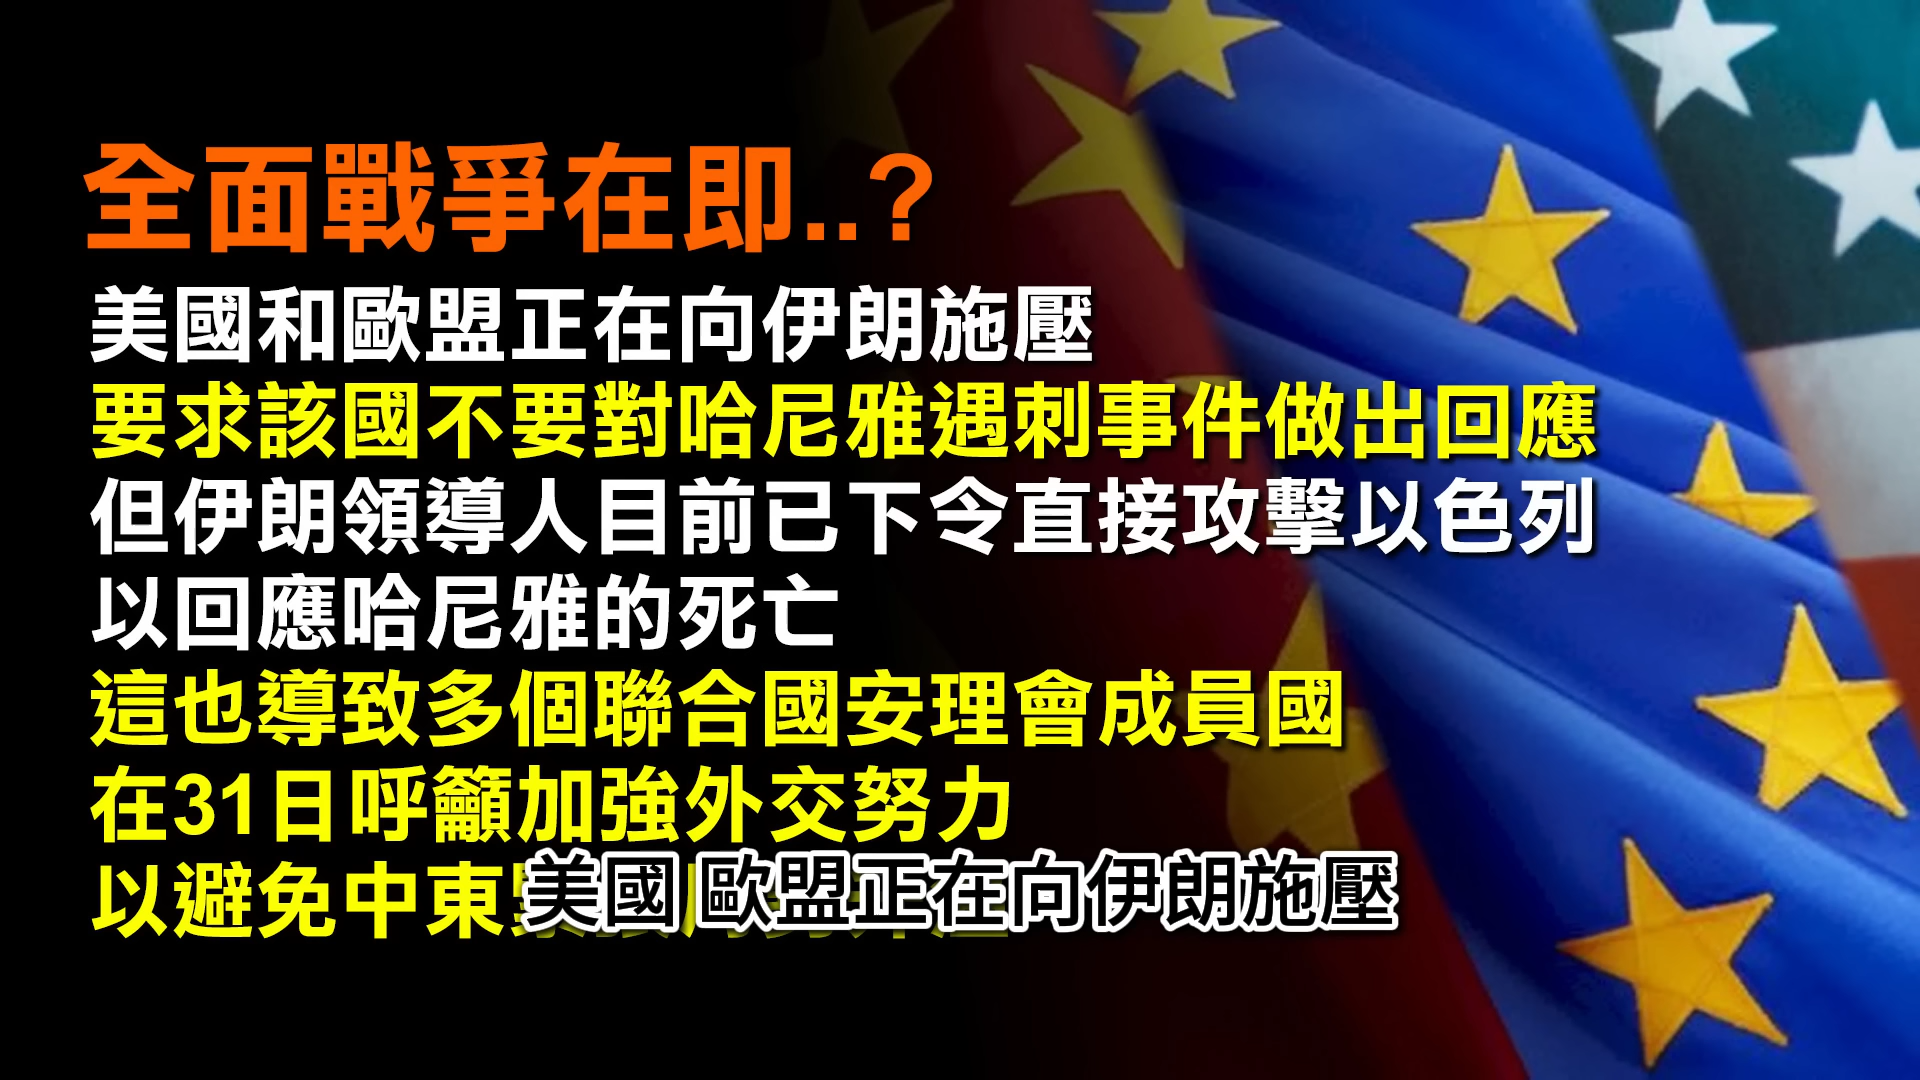 全面戰爭在即..?
美國和歐盟正在向伊朗施壓
要求該國不要對哈尼雅遇刺事件做出回應
但伊朗領導人目前已下令直接攻擊以色列
以回應哈尼雅的死亡
這也導致多個聯合國安理會成員國
在31日呼籲加強外交努力
以避免中東
美國 歐盟正在向伊朗施壓